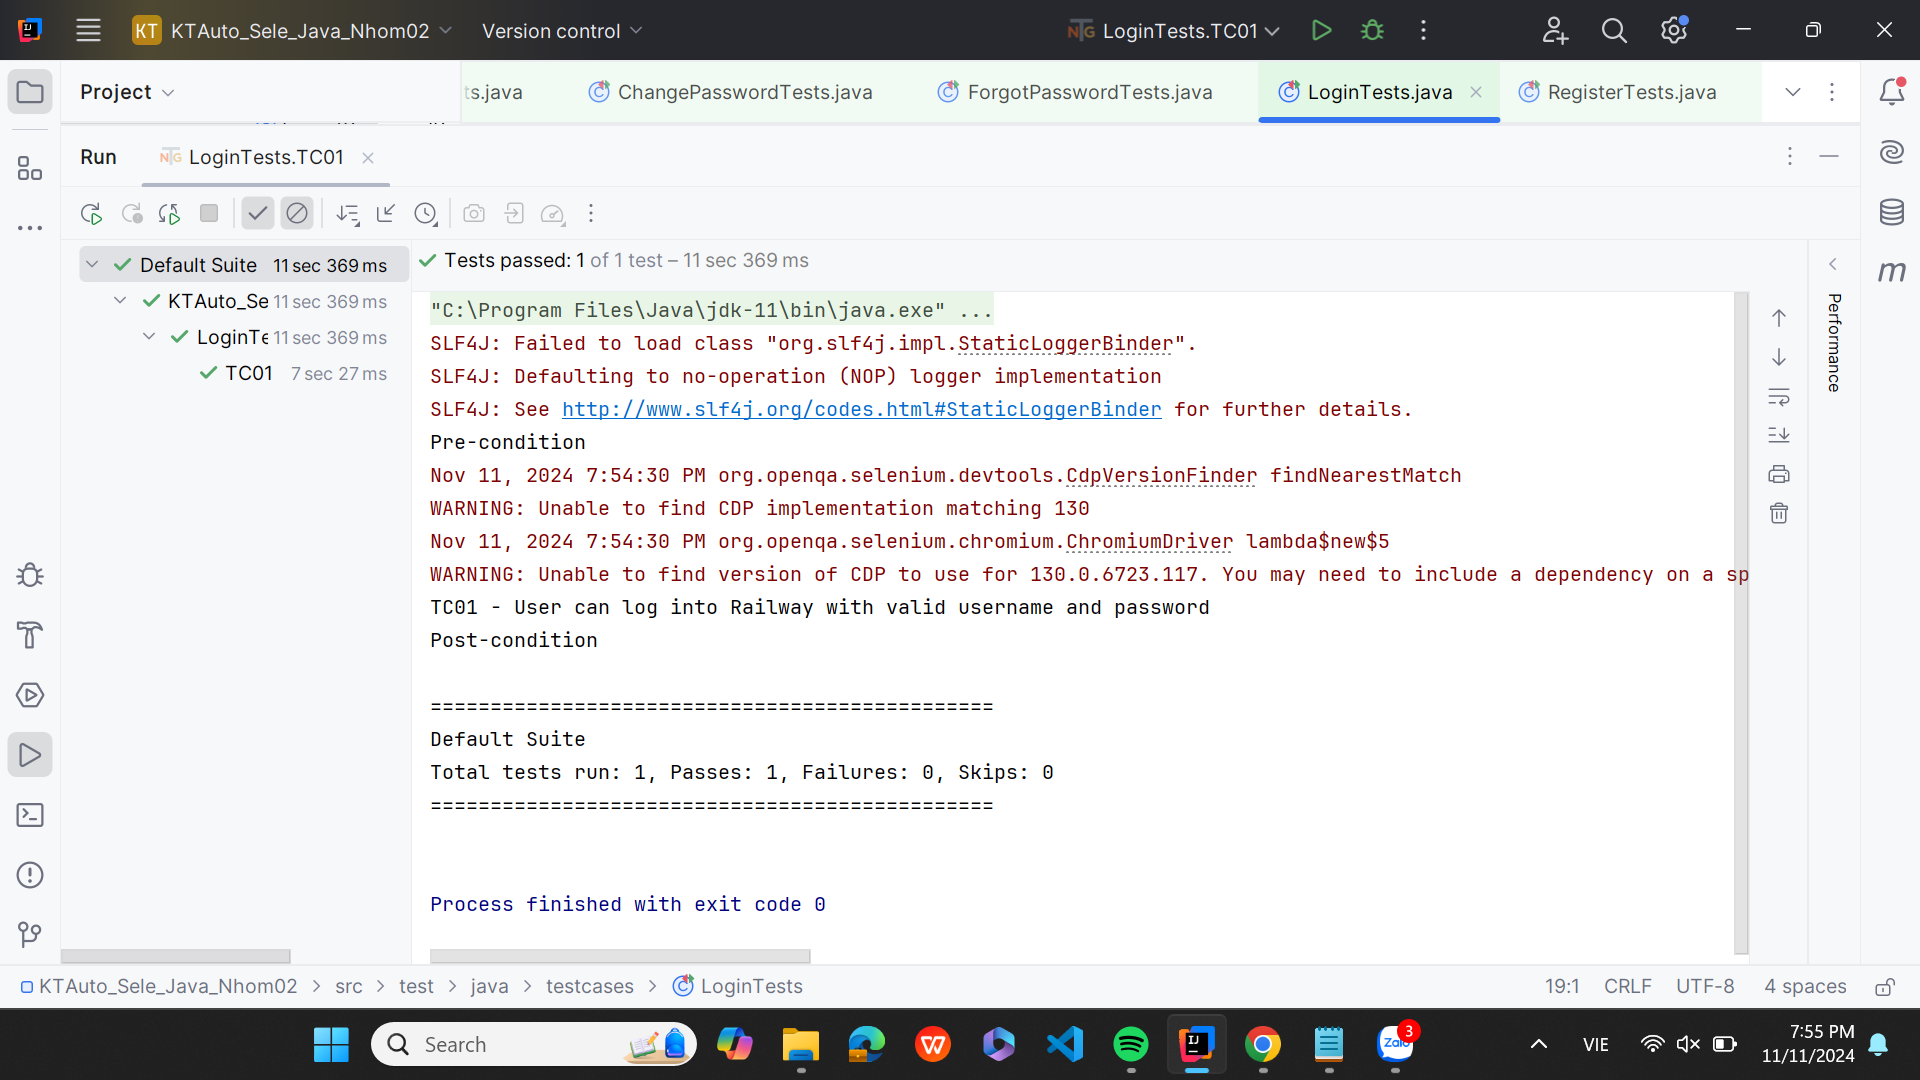 KT KTAuto_Sele_Java_Nhom02 Version control LoginTests.TC01
Project ts.java ChangePasswordTests.java ForgotPasswordTests.java LoginTests.java RegisterTests.java
Run LoginTests.TC01
Default Suite 11 sec 369 ms
KTAuto_Se 11 sec 369 ms
LoginTe 11 sec 369 ms
TC01 7 sec 27 ms
Tests passed: 1 of 1 test – 11 sec 369 ms
"C:\Program Files\Java\jdk-11\bin\java.exe" ...
SLF4J: Failed to load class "org.slf4j.impl.StaticLoggerBinder".
SLF4J: Defaulting to no-operation (NOP) logger implementation
SLF4J: See http://www.slf4j.org/codes.html#StaticLoggerBinder for further details.
Pre-condition
Nov 11, 2024 7:54:30 PM org.openqa.selenium.devtools.CdpVersionFinder findNearestMatch
WARNING: Unable to find CDP implementation matching 130
Nov 11, 2024 7:54:30 PM org.openqa.selenium.chromium.ChromiumDriver lambda$new$5
WARNING: Unable to find version of CDP to use for 130.0.6723.117. You may need to include a dependency on a sp
TC01 - User can log into Railway with valid username and password
Post-condition
===============================================
Default Suite
Total tests run: 1, Passes: 1, Failures: 0, Skips: 0
===============================================
Process finished with exit code 0
Performance
m
KTAuto_Sele_Java_Nhom02 > src > test > java > testcases > LoginTests 19:1 CRLF UTF-8 4 spaces
Search Zalo 3 VIE 7:55 PM
11/11/2024